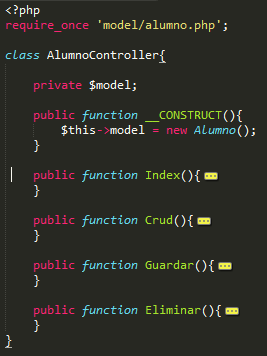 <?php
require_once 'model/alumno.php';
class AlumnoController{
private $model;
public function __CONSTRUCT(){
$this->model = new Alumno();
}
public function Index(){
}
public function Crud(){
}
public function Guardar(){
}
public function Eliminar(){
}
}